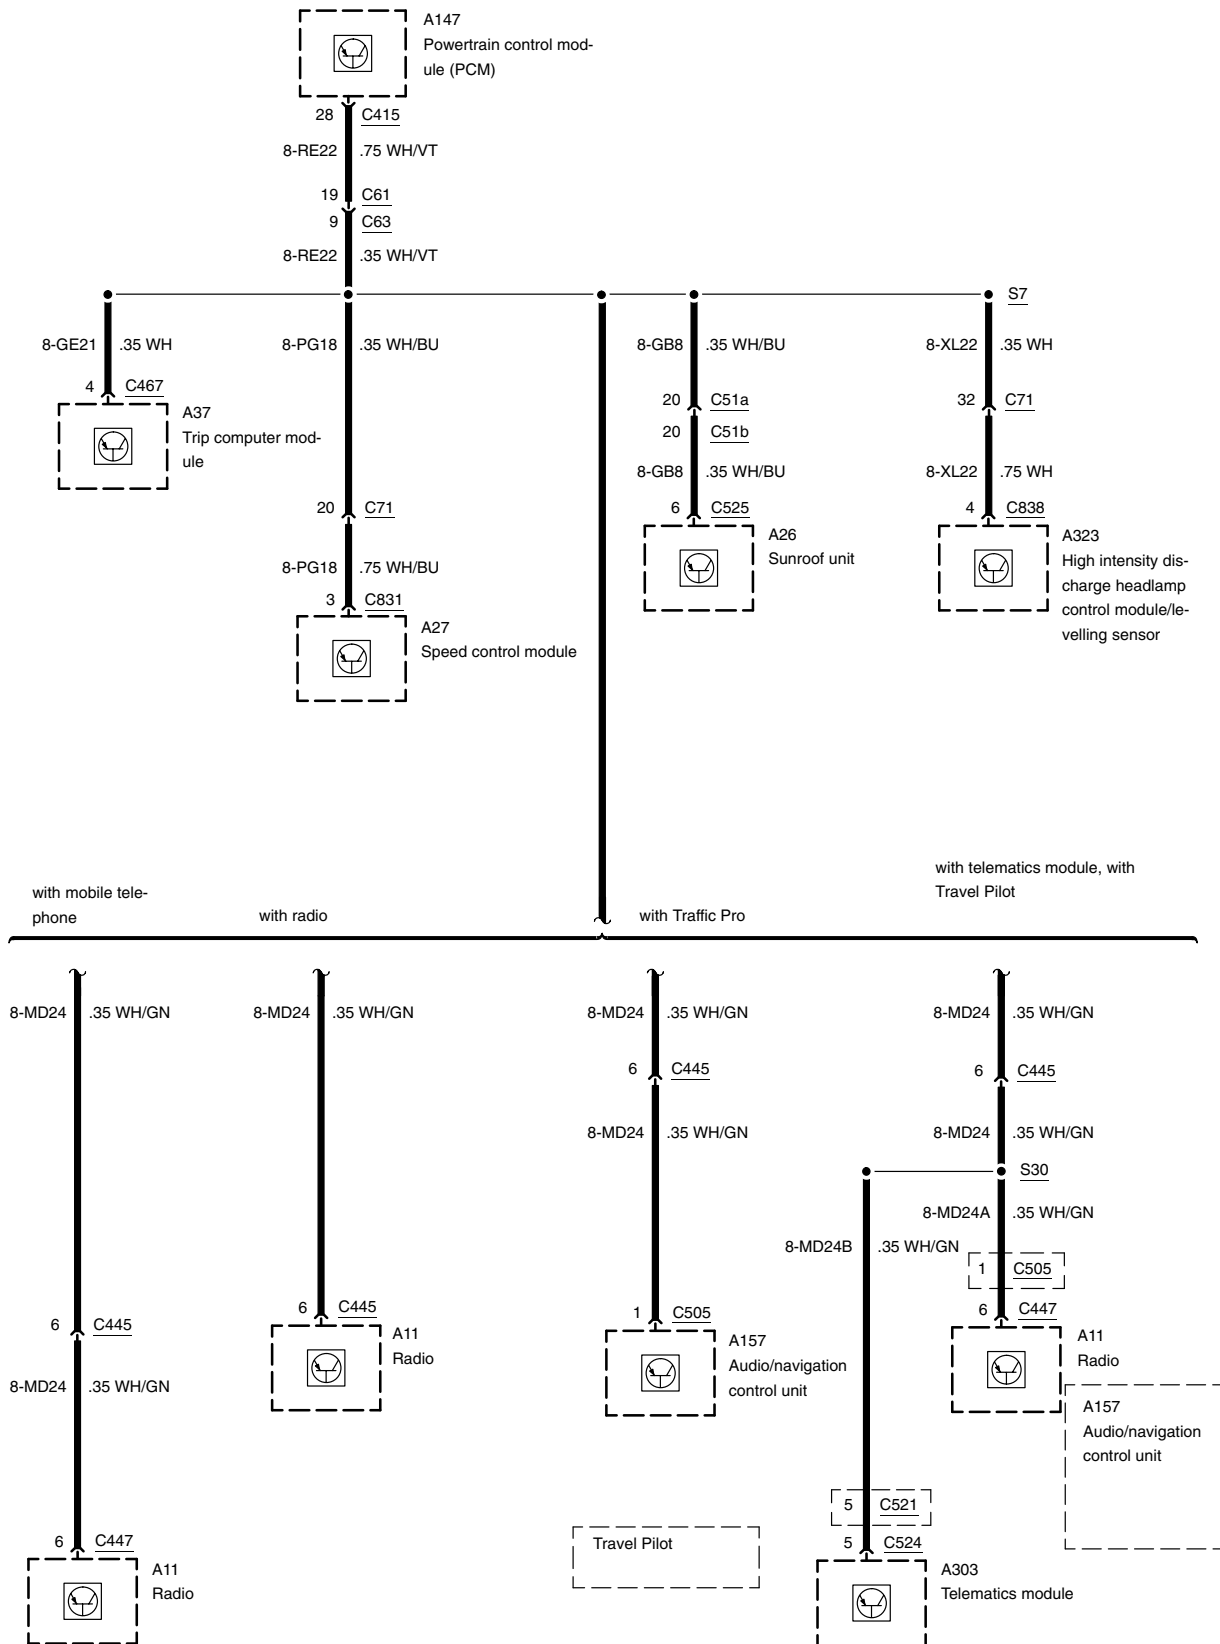 A147
Powertrain control mod-
ule (PCM)
28 C415
8-RE22 .75 WH/VT
19 C61
9 C63
8-RE22 .35 WH/VT
S7
8-GE21 .35 WH
8-PG18 .35 WH/BU
8-GB8 .35 WH/BU
8-XL22 .35 WH
4 C467
20 C51a
32 C71
A37
Trip computer mod-
ule
20 C51b
8-GB8 .35 WH/BU
8-XL22 .75 WH
20 C71
6 C525
4 C838
A26
Sunroof unit
A323
High intensity dis-
charge headlamp
control module/le-
velling sensor
8-PG18 .75 WH/BU
3 C831
A27
Speed control module
with mobile tele-
phone
with radio
with Traffic Pro
with telematics module, with
Travel Pilot
8-MD24 .35 WH/GN
8-MD24 .35 WH/GN
8-MD24 .35 WH/GN
8-MD24 .35 WH/GN
6 C445
6 C445
8-MD24 .35 WH/GN
8-MD24 .35 WH/GN
S30
8-MD24A .35 WH/GN
8-MD24B .35 WH/GN
1 C505
6 C445
6 C445
1 C505
6 C447
A11
Radio
A157
Audio/navigation
control unit
A11
Radio
8-MD24 .35 WH/GN
A157
Audio/navigation
control unit
5 C521
Travel Pilot
6 C447
5 C524
A11
Radio
A303
Telematics module